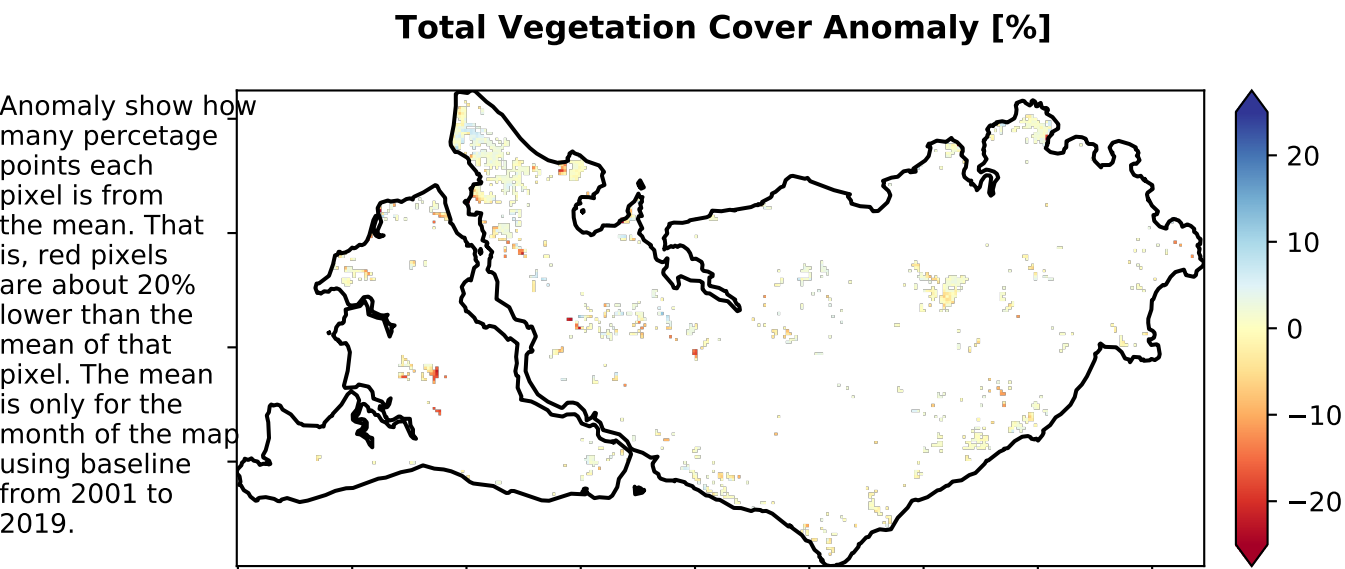 Total Vegetation Cover Anomaly [%]
Anomaly show how
many percetage
points each
pixel is from
the mean. That
is, red pixels
are about 20%
lower than the
mean of that
pixel. The mean
is only for the
month of the map
using baseline
from 2001 to
2019.
20
10
0
−10
−20